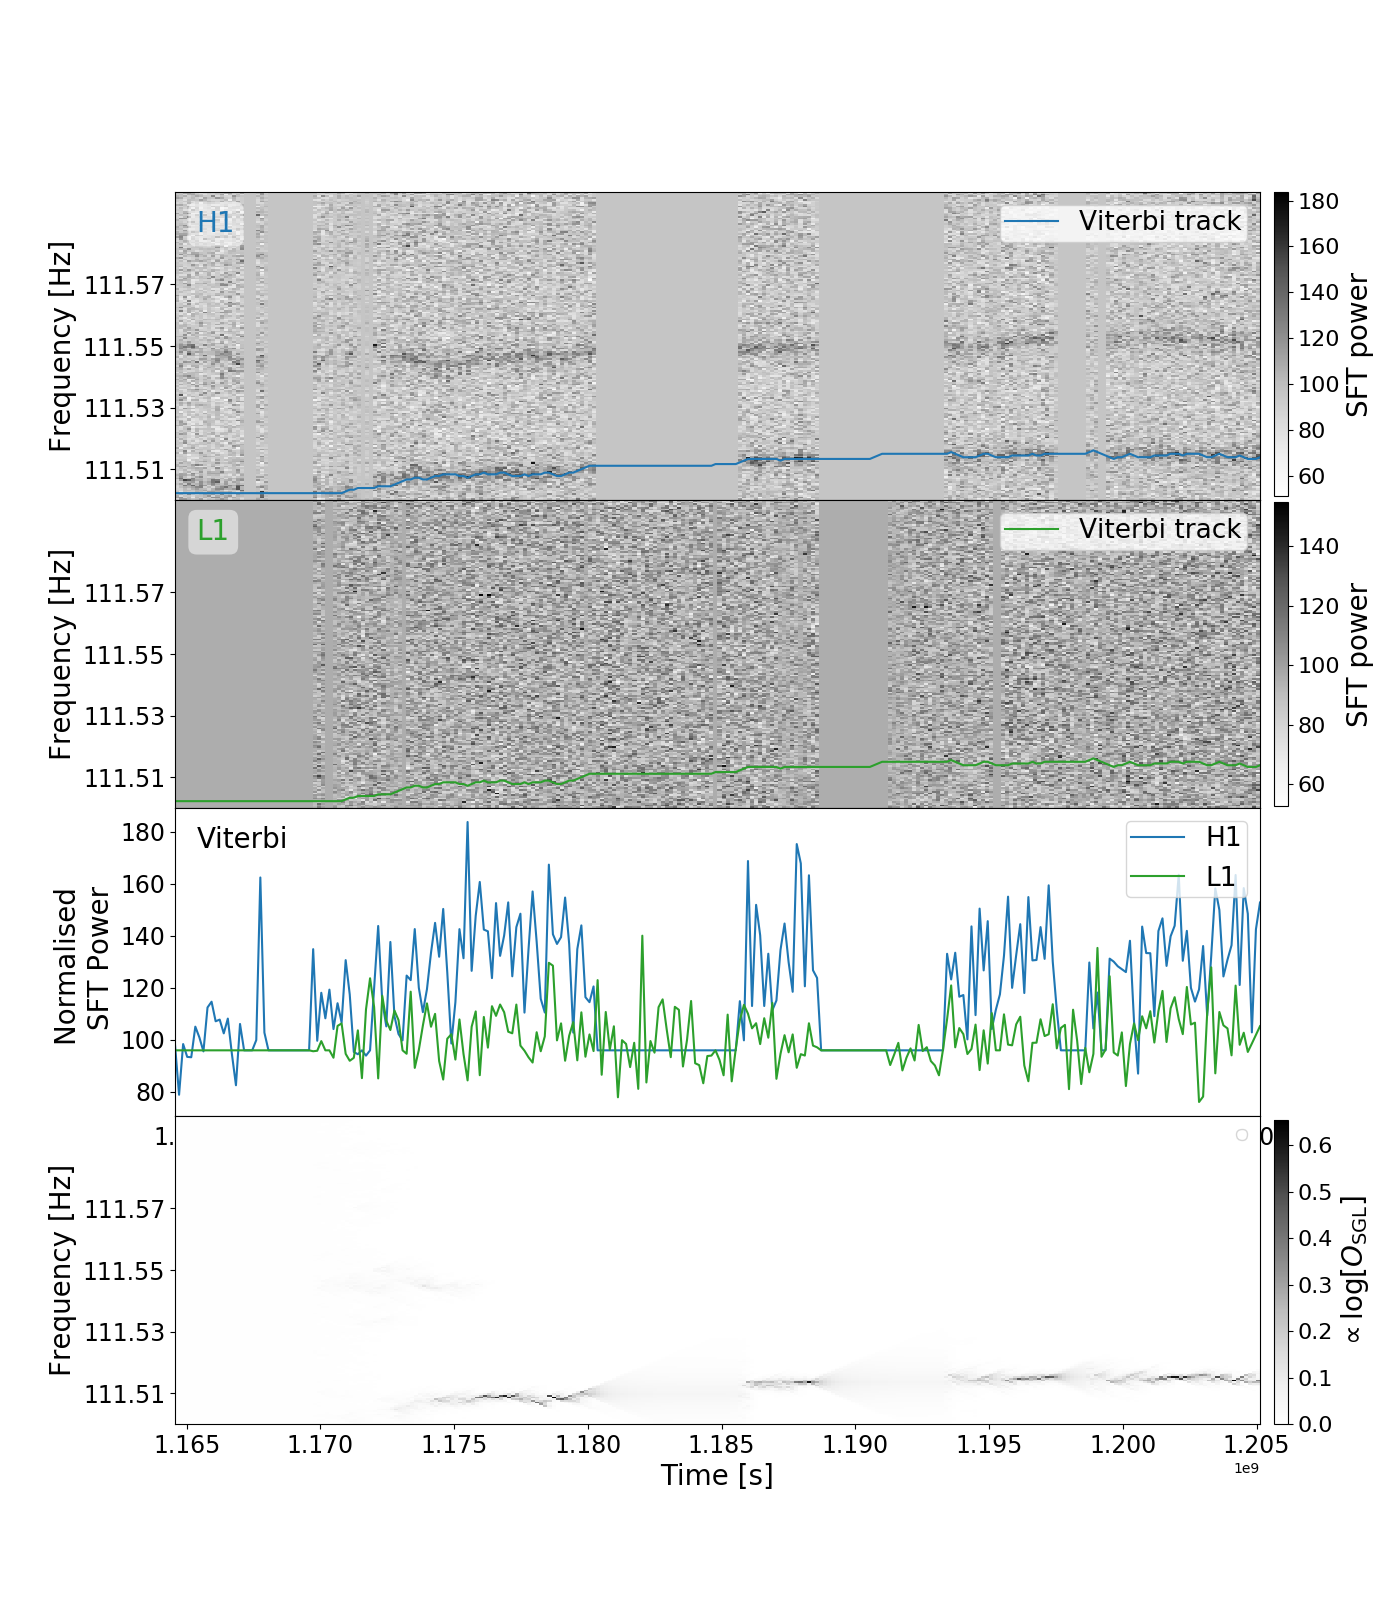 H1
Viterbi track
Frequency [Hz]
111.57
111.55
111.53
111.51
180
160
140
120
100
80
60
SFT power
L1
Viterbi track
Frequency [Hz]
111.57
111.55
111.53
111.51
140
120
100
80
60
SFT power
Viterbi
H1
L1
Normalised
SFT Power
180
160
140
120
100
80
1.
0
Frequency [Hz]
111.57
111.55
111.53
111.51
0.6
0.5
0.4
0.3
0.2
0.1
0.0
∝ log[O_SGL]
1.165 1.170 1.175 1.180 1.185 1.190 1.195 1.200 1.205
1e9
Time [s]